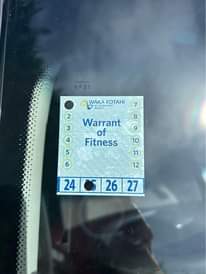 WAKA KOTAHI
7
2 8
3 Warrant 9
4 of 10
5 Fitness 11
6 12
24 26 27